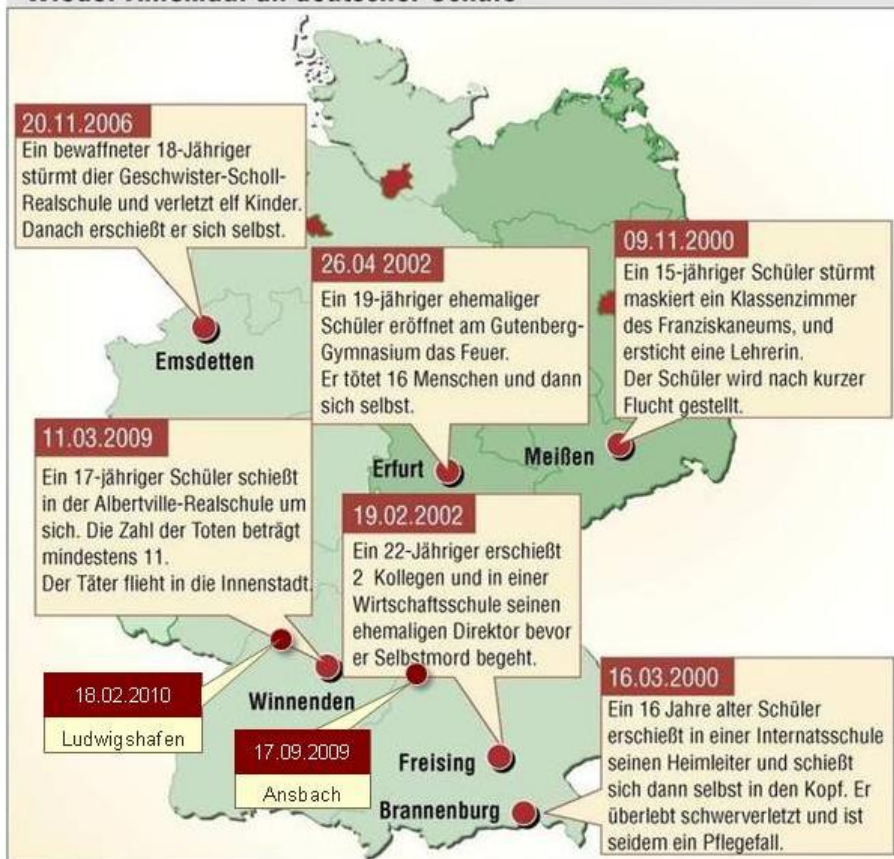 20.11.2006
Ein bewaffneter 18-Jähriger
stürmt dier Geschwister-Scholl-
Realschule und verletzt elf Kinder.
Danach erschießt er sich selbst.
Emsdetten
26.04 2002
Ein 19-jähriger ehemaliger
Schüler eröffnet am Gutenberg-
Gymnasium das Feuer.
Er tötet 16 Menschen und dann
sich selbst.
Erfurt
09.11.2000
Ein 15-jähriger Schüler stürmt
maskiert ein Klassenzimmer
des Franziskaneums, und
ersticht eine Lehrerin.
Der Schüler wird nach kurzer
Flucht gestellt.
Meißen
11.03.2009
Ein 17-jähriger Schüler schießt
in der Albertville-Realschule um
sich. Die Zahl der Toten beträgt
mindestens 11.
Der Täter flieht in die Innenstadt.
Winnenden
19.02.2002
Ein 22-Jähriger erschießt
2 Kollegen und in einer
Wirtschaftsschule seinen
ehemaligen Direktor bevor
er Selbstmord begeht.
Freising
18.02.2010
Ludwigshafen
17.09.2009
Ansbach
16.03.2000
Ein 16 Jahre alter Schüler
erschießt in einer Internatsschule
seinen Heimleiter und schießt
sich dann selbst in den Kopf. Er
überlebt schwerverletzt und ist
seidem ein Pflegefall.
Brannenburg